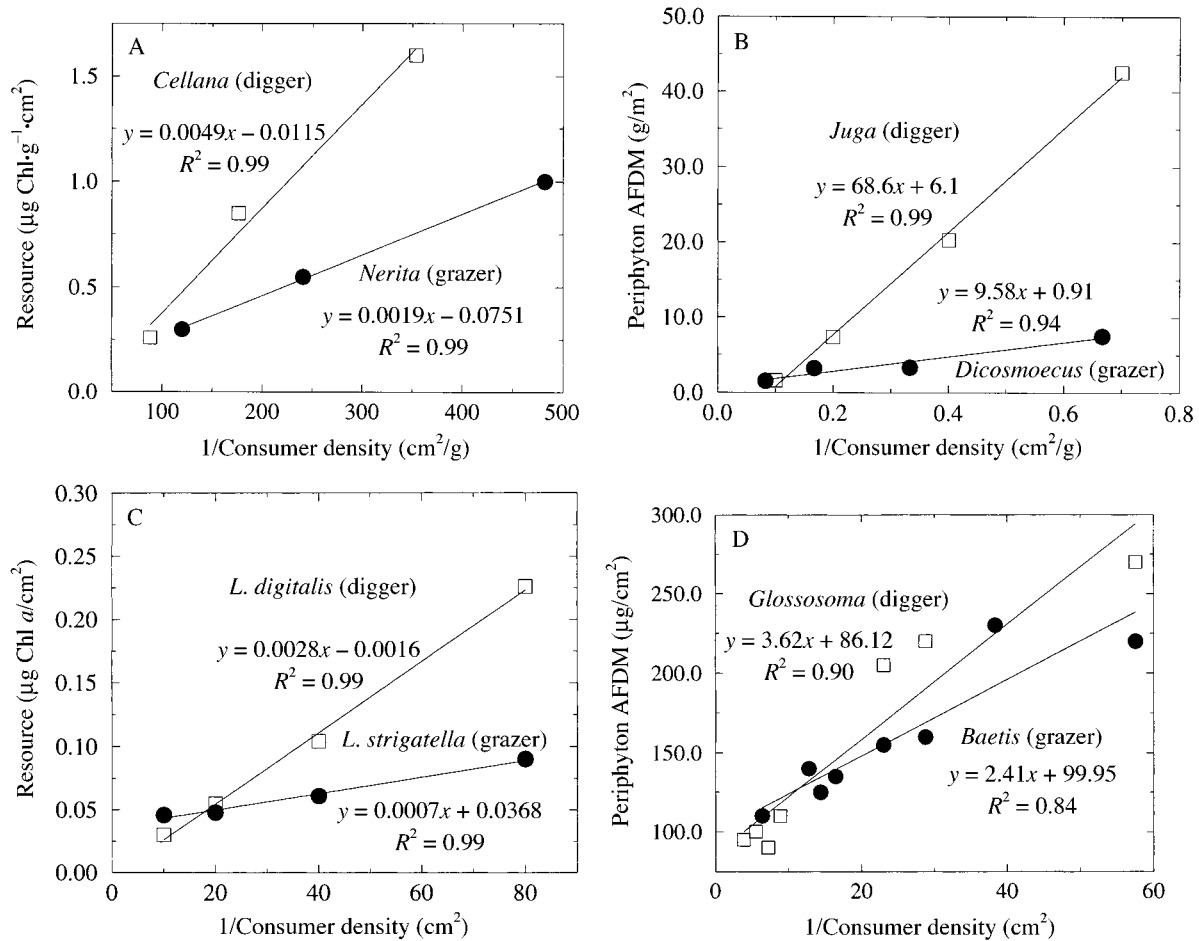 A
Cellana (digger)
y = 0.0049x − 0.0115
R² = 0.99
Nerita (grazer)
y = 0.0019x − 0.0751
R² = 0.99
Resource (µg Chl·g⁻¹·cm²)
1.5
1.0
0.5
0.0
100 200 300 400 500
1/Consumer density (cm²/g)
B
Juga (digger)
y = 68.6x + 6.1
R² = 0.99
y = 9.58x + 0.91
R² = 0.94
Dicosmoecus (grazer)
Periphyton AFDM (g/m²)
50.0
40.0
30.0
20.0
10.0
0.0
0.0 0.2 0.4 0.6 0.8
1/Consumer density (cm²/g)
C
L. digitalis (digger)
y = 0.0028x − 0.0016
R² = 0.99
L. strigatella (grazer)
y = 0.0007x + 0.0368
R² = 0.99
Resource (µg Chl a/cm²)
0.30
0.25
0.20
0.15
0.10
0.05
0.00
0 20 40 60 80
1/Consumer density (cm²)
D
Glossosoma (digger)
y = 3.62x + 86.12
R² = 0.90
Baetis (grazer)
y = 2.41x + 99.95
R² = 0.84
Periphyton AFDM (µg/cm²)
300.0
250.0
200.0
150.0
100.0
0 20 40 60
1/Consumer density (cm²)